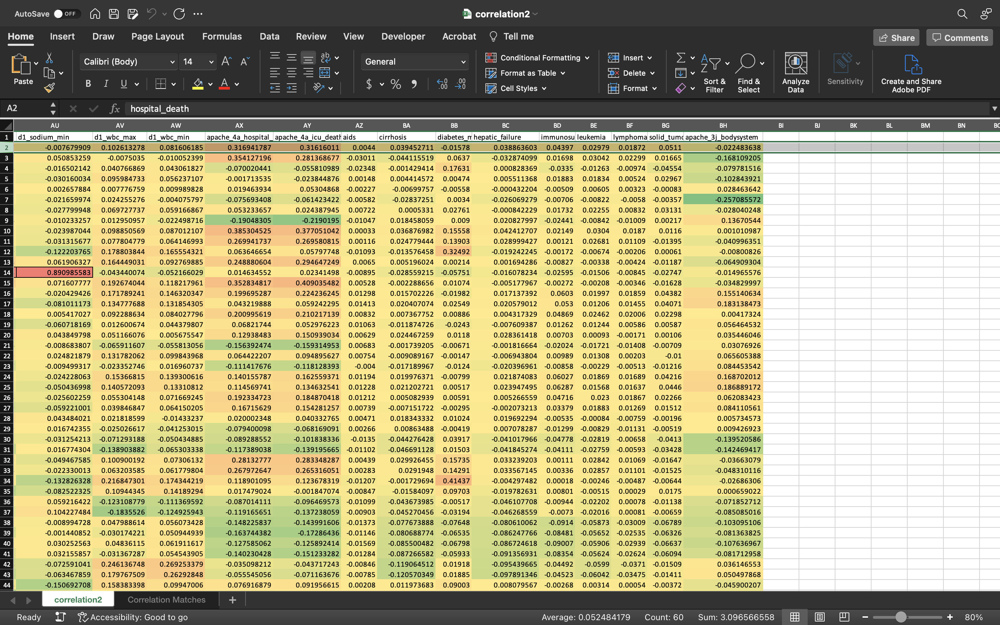 AutoSave OFF correlation2
Home Insert Draw Page Layout Formulas Data Review View Developer Acrobat Tell me Share Comments
Paste Calibri (Body) 14 General Conditional Formatting Format as Table Cell Styles Insert Delete Format Sort & Filter Find & Select Analyze Data Sensitivity Create and Share Adobe PDF
A2 fx hospital_death
AU AV AW AX AY AZ BA BB BC BD BE BF BG BH BI BJ BK BL BM BN BC
1 d1_sodium_min d1_wbc_max d1_wbc_min apache_4a_hospital_ apache_4a_icu_deatl aids cirrhosis diabetes_m hepatic_failure immunosu leukemia lymphoma solid_tumo apache_3j_bodysystem
2 -0.007679909 0.102613278 0.081606185 0.316941787 0.31616011 0.0044 0.039452711 -0.01578 0.038863603 0.04397 0.02979 0.01872 0.0511 -0.022483638
3 0.050853259 -0.0075035 -0.010052399 0.354127196 0.281368677 -0.03011 -0.044115519 0.0637 -0.032874099 0.01698 0.03042 0.02299 0.01665 -0.168109205
4 -0.016502142 0.040766869 0.043061827 -0.070020441 -0.055810989 -0.02348 -0.001429414 0.17631 0.000828369 -0.0335 -0.01263 -0.00974 -0.04554 -0.079781516
5 -0.030160034 0.095984733 0.056237107 -0.001713535 -0.023844876 0.00148 0.004414572 0.00474 0.005511368 0.01883 0.01834 0.00524 0.02967 -0.102843921
6 0.002657884 0.007776759 0.009989828 0.019463934 0.05304868 -0.00227 -0.00699757 -0.00558 -0.000432204 -0.00509 0.00605 0.00323 -0.00083 0.028463642
7 -0.021659974 0.024255276 -0.004075797 -0.075693408 -0.061423422 -0.00582 -0.02837251 0.0034 -0.026069279 -0.00706 -0.00822 -0.0058 -0.00357 -0.257085572
8 -0.027799948 0.069727737 0.059166867 0.053233657 0.024387945 0.00722 0.0005331 0.02761 -0.000842229 0.01732 0.02255 0.00832 0.03131 -0.028040248
9 -0.010233257 0.012950957 -0.022498716 -0.19048305 -0.2190195 -0.01047 0.018458059 0.009 0.020827997 -0.02441 -0.00842 -0.01009 0.00217 0.13670544
10 -0.023987044 0.098850569 0.087012107 0.385304525 0.377051042 0.00033 0.036876982 0.15558 0.042412707 0.02149 0.0304 0.0187 0.0116 0.001010987
11 -0.031315677 0.077804779 0.064146993 0.269941737 0.269580815 0.00116 0.024779444 0.13903 0.028999427 0.00121 0.02681 0.01109 -0.01395 -0.040996351
12 -0.122203765 0.178803844 0.165554321 0.063646654 0.05797748 -0.01093 -0.013576458 0.32492 -0.019242245 -0.00172 -0.00674 -0.00206 0.00061 -0.00800826
13 0.061906327 0.164449031 0.092769885 0.248880604 0.294647249 0.0065 0.005196024 0.00214 0.001694286 -0.00827 -0.00338 -0.00424 -0.01187 -0.064909304
14 0.890985583 -0.043440074 -0.052166029 0.014634552 0.02341498 -0.00895 -0.028559215 -0.05751 -0.016078234 -0.02595 -0.01506 -0.00845 -0.02747 -0.014965576
15 0.071607777 0.192674044 0.118217961 0.352834817 0.409035482 0.00528 -0.002288656 0.01074 -0.005177967 -0.00272 -0.00208 -0.00346 -0.01628 -0.034829997
16 -0.020429426 0.171789241 0.146320347 0.199695287 0.224236245 0.01298 0.015702226 -0.01982 0.017137392 0.0603 0.01997 0.01859 0.04382 0.155140634
17 -0.081011173 0.134777688 0.131854305 0.043219888 0.059242295 0.01413 0.020407074 0.02549 0.020579012 0.053 0.01206 0.01455 0.04071 0.183138473
18 0.005417027 0.092288634 0.084027796 0.200995619 0.210217139 0.00832 0.007367752 0.00886 0.004317329 0.04869 0.02462 0.02006 0.02298 0.00417324
19 -0.060718169 0.012600674 0.044379807 0.06821744 0.052976223 0.01063 -0.011874726 -0.0243 -0.007609387 0.01262 0.01244 0.00586 0.00587 0.056464532
20 0.043849798 0.051166076 0.005675547 0.12938483 0.150939034 0.00629 0.024467259 0.0118 0.028361418 0.00703 0.00093 -0.00171 0.00106 0.035446046
21 -0.008683807 -0.065911607 -0.055813056 -0.156392474 -0.159314953 0.00683 -0.001739205 -0.00671 -0.001816664 -0.02024 -0.01721 -0.01408 -0.00709 0.03076926
22 0.024821879 0.131782062 0.099843968 0.064422207 0.094895627 0.00754 -0.009089167 -0.00147 -0.006943804 0.00989 0.01308 0.00203 -0.01 0.065605388
23 -0.009499317 -0.023352746 0.016960737 -0.111417676 -0.118128393 -0.004 -0.017189967 -0.0124 -0.020396961 -0.00858 -0.00229 -0.00513 -0.01216 0.084453542
24 -0.024228063 0.15366815 0.139300616 0.140155787 0.162559371 0.01194 0.019976371 -0.00799 0.021874083 0.06027 0.01869 0.01689 0.04216 0.168702012
25 -0.050436998 0.140572093 0.13310812 0.114569741 0.134632541 0.01228 0.021202721 0.00517 0.023947495 0.06287 0.01568 0.01637 0.0446 0.186889172
26 -0.025602259 0.055304148 0.071669245 0.192334723 0.184870418 0.01212 0.005082939 0.00591 0.005266559 0.04716 0.023 0.01867 0.02266 0.062083423
27 -0.059221001 0.039846847 0.064150205 0.16715629 0.154281257 0.00739 -0.007151722 -0.00295 -0.002073213 0.03379 0.01883 0.01269 0.01512 0.084110561
28 0.043484021 0.021818599 -0.01433237 0.020002348 0.040332765 0.00471 0.018343332 0.01024 0.019692294 -0.00535 -0.00084 -0.00759 -0.00196 0.005734573
29 0.016742355 -0.025026617 -0.041253015 -0.079400098 -0.068169091 0.00266 0.00863488 -0.00419 0.007078287 -0.01299 -0.00829 -0.01131 -0.00519 0.009426923
30 -0.031254213 -0.071293188 -0.050434885 -0.089288552 -0.101838336 -0.0135 -0.044276428 0.03917 -0.041017966 -0.04778 -0.02819 -0.00658 -0.0413 -0.139520586
31 0.016774304 -0.138903882 -0.065303338 -0.117389038 -0.139195665 -0.01102 -0.046691128 0.01503 -0.041845274 -0.04111 -0.02759 -0.00593 -0.03428 -0.142469417
32 -0.049467585 0.100900192 0.07306132 0.28132777 0.283348287 0.00439 0.029926455 0.15735 0.033239203 0.00111 0.02842 0.01069 -0.01647 -0.03663079
33 -0.022330013 0.063203585 0.061779804 0.267972647 0.265316051 0.00283 0.0291948 0.14291 0.033567145 0.00336 0.02857 0.01101 -0.01525 -0.048310116
34 -0.132826328 0.216847301 0.174344219 0.118901095 0.123678319 -0.01207 -0.001729694 0.41437 -0.004297482 0.00018 -0.00246 -0.00487 -0.00644 -0.02686306
35 -0.082522325 0.10944345 0.14189294 0.017479024 -0.001847074 -0.00847 -0.01584097 0.09703 -0.019782631 0.00801 -0.00515 0.00029 0.0175 0.000659022
36 0.059216422 -0.123108779 -0.111369592 -0.087014111 -0.096469573 -0.01099 -0.043673985 -0.00517 -0.046107708 -0.00944 -0.02202 0.00078 -0.01138 -0.071852712
37 0.104227484 -0.1835526 -0.124925943 -0.119165651 -0.137238059 -0.00903 -0.045270456 -0.03194 -0.046268559 -0.0073 -0.02016 0.00081 -0.00659 -0.085085016
38 -0.008994728 0.047988614 0.056073428 -0.148225837 -0.143991606 -0.01373 -0.077673888 -0.07648 -0.080610062 -0.0914 -0.05873 -0.03009 -0.06789 -0.103095106
39 -0.001440852 -0.030174221 0.050944939 -0.163744382 -0.17286436 -0.01146 -0.080688774 -0.06535 -0.086247766 -0.08481 -0.05652 -0.02535 -0.06326 -0.081363825
40 0.030252563 0.04836115 0.061911617 -0.127585062 -0.125892414 -0.01569 -0.085500482 -0.06798 -0.086724618 -0.09007 -0.05906 -0.02939 -0.06637 -0.107636967
41 0.032155857 -0.031367287 0.054543905 -0.140230428 -0.151233282 -0.01284 -0.087266582 -0.05933 -0.091356931 -0.08354 -0.05624 -0.02624 -0.06094 -0.081712958
42 -0.072591041 0.246136748 0.269253379 -0.035098212 -0.043717243 -0.00846 -0.119064512 0.01918 -0.095439665 -0.04492 -0.0599 -0.0371 -0.01509 0.036146553
43 -0.063467859 0.179767509 0.26292848 -0.055545056 -0.071163676 -0.00785 -0.120570349 0.01885 -0.097891346 -0.04523 -0.06042 -0.03475 -0.01411 0.050497868
44 -0.150692708 0.158383398 0.09947006 0.076916879 0.091956615 0.00208 0.011973683 0.09003 0.008079567 -0.00268 0.00314 0.00054 -0.00372 -0.045900207
correlation2 Correlation Matches +
Ready Accessibility: Good to go Average: 0.052484179 Count: 60 Sum: 3.096566558 80%